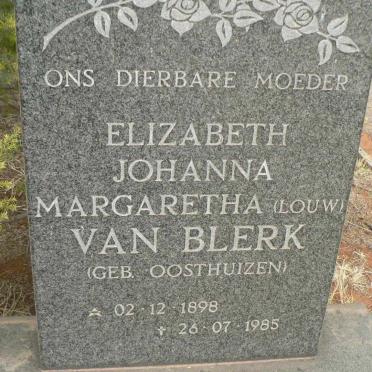 ONS DIERBARE MOEDER
ELIZABETH
JOHANNA
MARGARETHA (LOUW)
VAN BLERK
(GEB. OOSTHUIZEN)
02-12-1898
✝ 26-07-1985